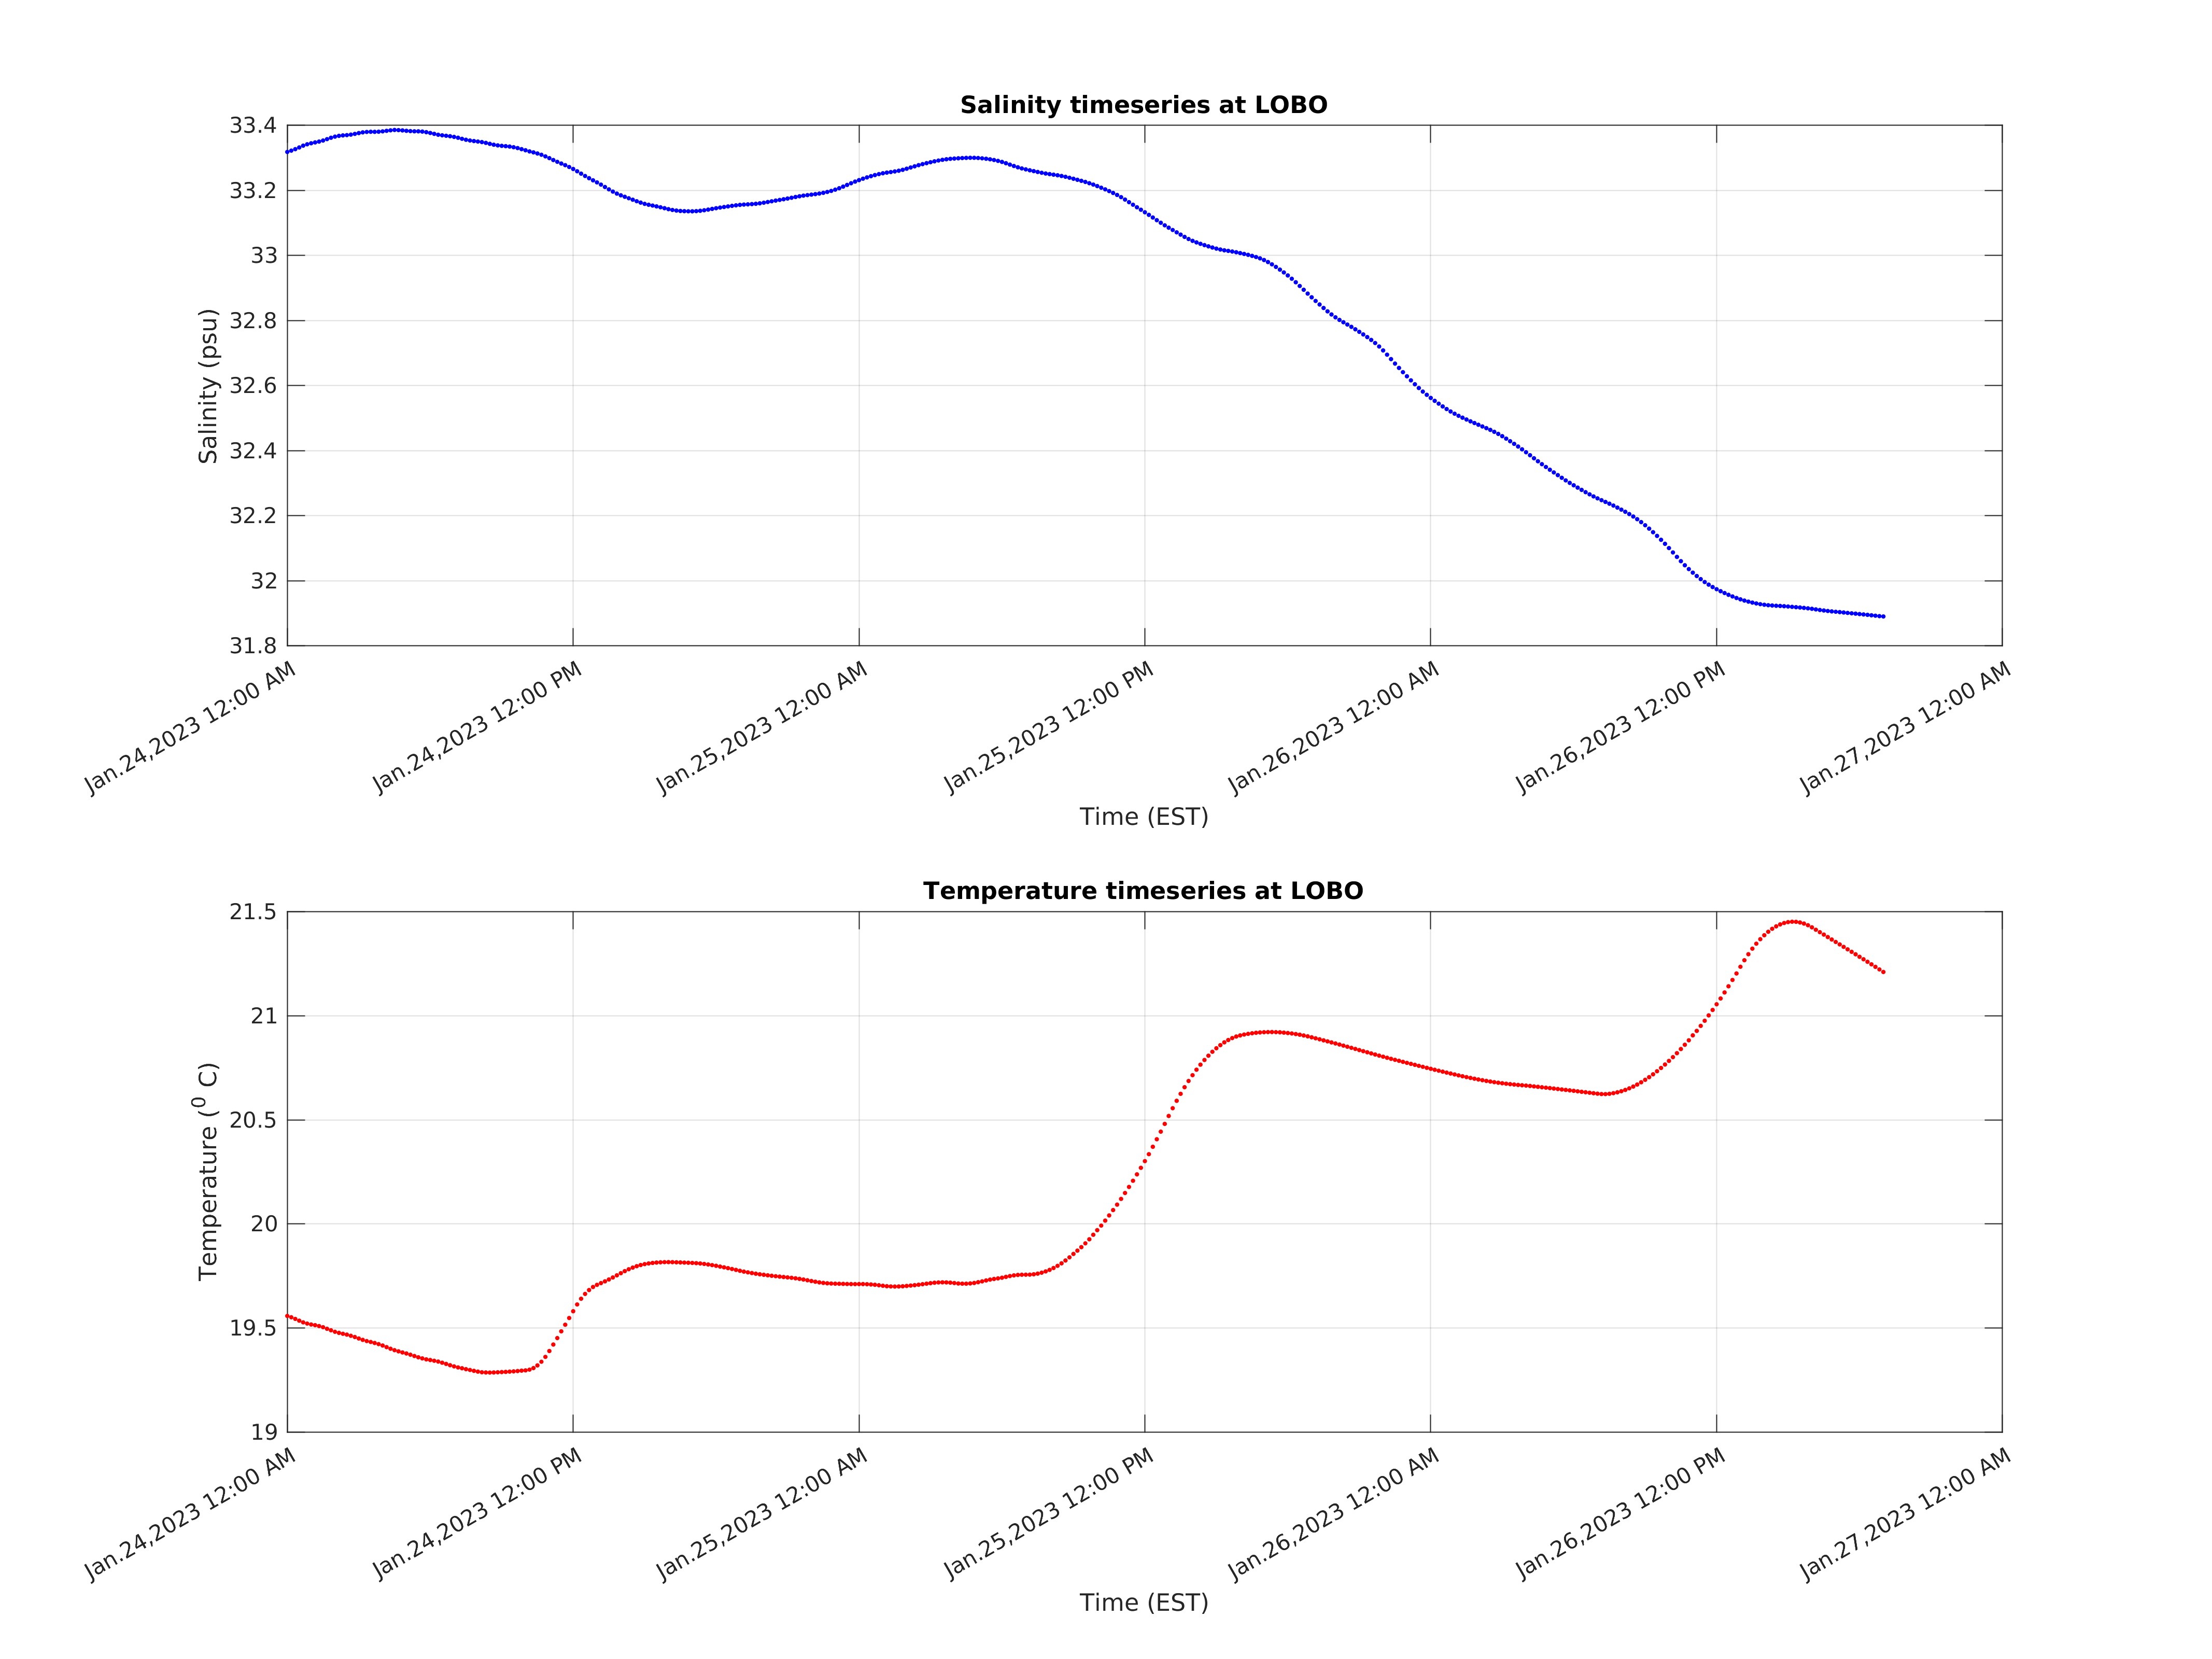 Salinity timeseries at LOBO
33.4
33.2
33
32.8
32.6
32.4
32.2
32
31.8
Salinity (psu)
Jan.24,2023 12:00 AM
Jan.24,2023 12:00 PM
Jan.25,2023 12:00 AM
Jan.25,2023 12:00 PM
Jan.26,2023 12:00 AM
Jan.26,2023 12:00 PM
Jan.27,2023 12:00 AM
Time (EST)
Temperature timeseries at LOBO
21.5
21
20.5
20
19.5
19
Temperature (⁰ C)
Jan.24,2023 12:00 AM
Jan.24,2023 12:00 PM
Jan.25,2023 12:00 AM
Jan.25,2023 12:00 PM
Jan.26,2023 12:00 AM
Jan.26,2023 12:00 PM
Jan.27,2023 12:00 AM
Time (EST)